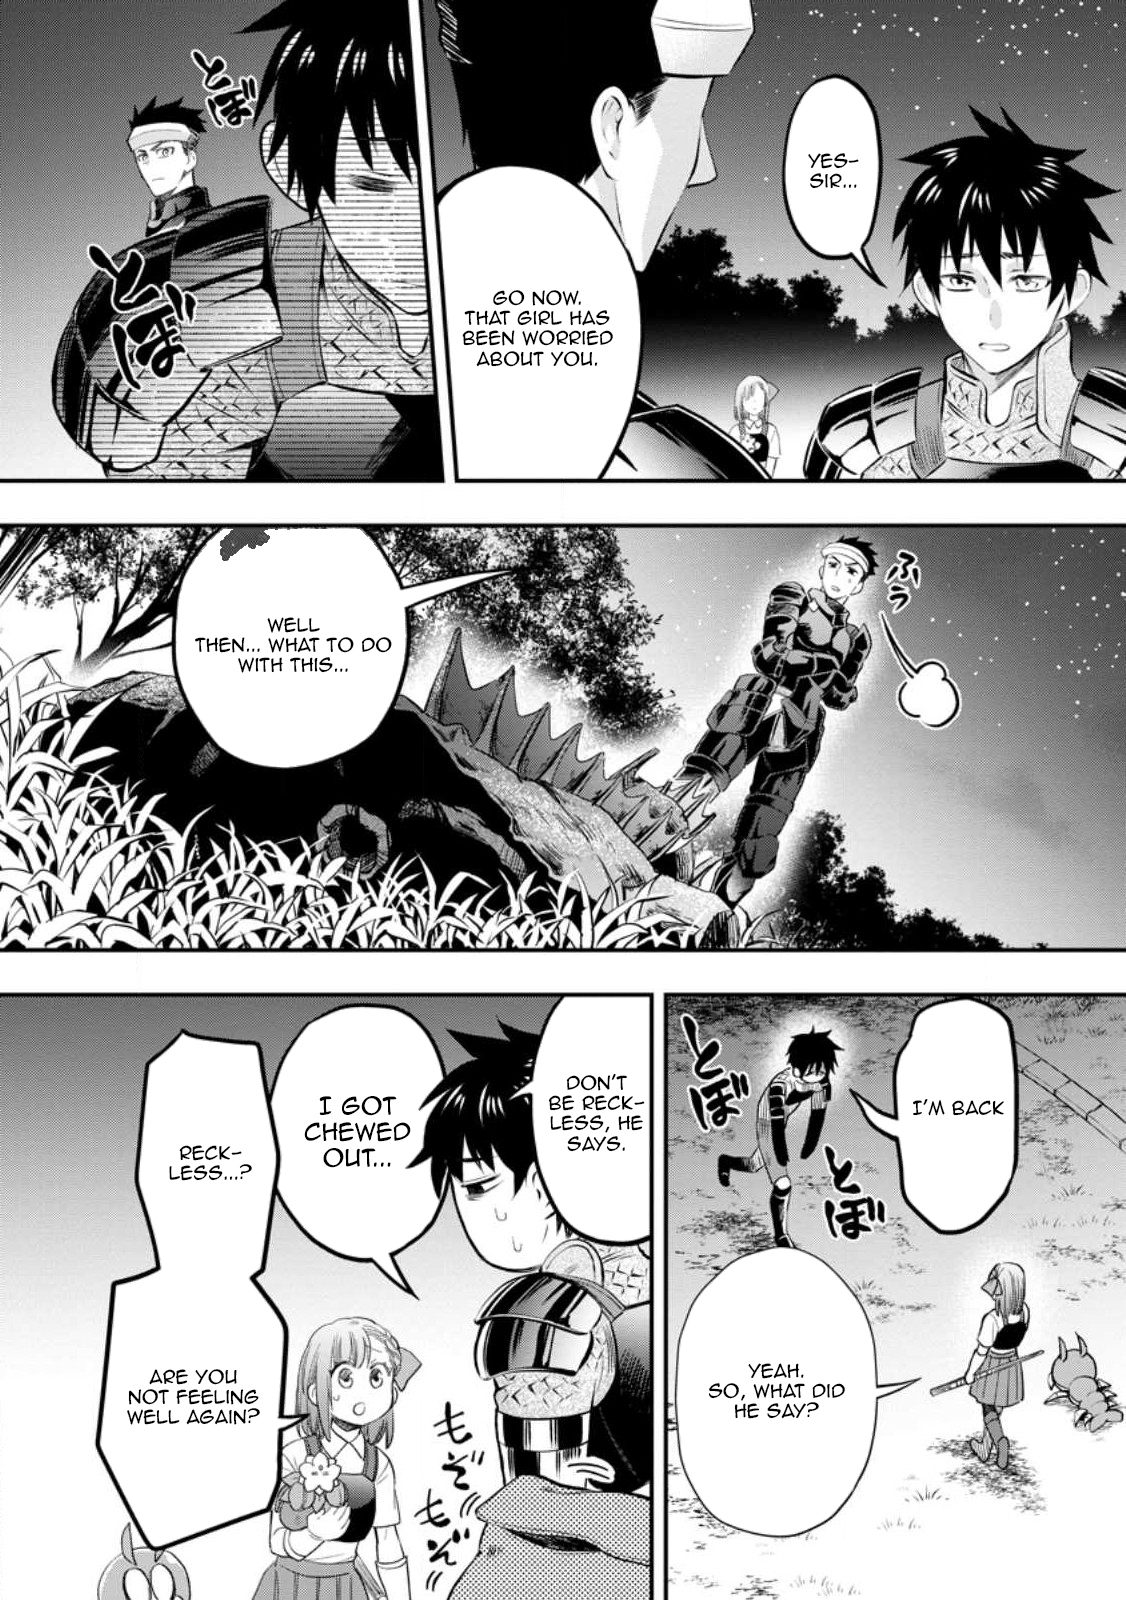 YES-
SIR...
GO NOW.
THAT GIRL HAS
BEEN WORRIED
ABOUT YOU.
とぼ
とぼ
ふぅ
WELL
THEN... WHAT TO DO
WITH THIS...
I'M BACK
とぼ
とぼ
YEAH.
SO, WHAT DID
HE SAY?
DON'T
BE RECK-
LESS, HE
SAYS.
I GOT
CHEWED
OUT...
RECK-
LESS...?
ARE YOU
NOT FEELING
WELL AGAIN?
もぞ
もぞ